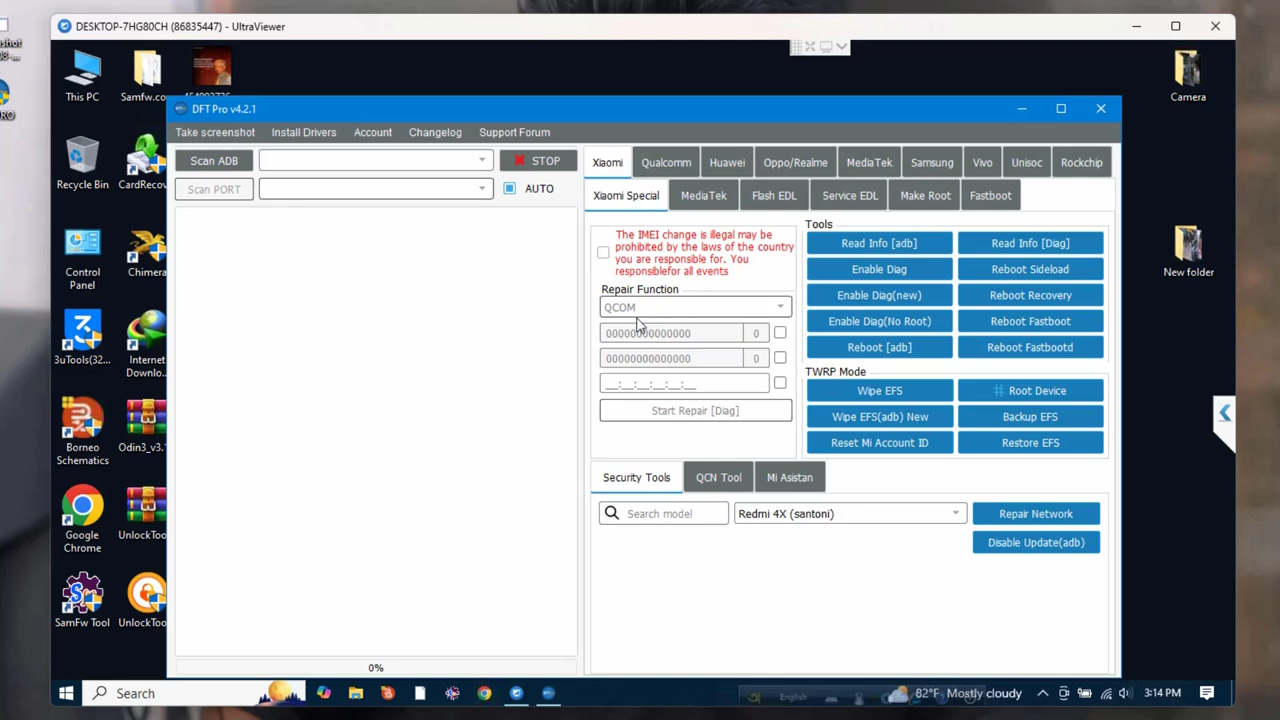 DESKTOP-7HG80CH (86835447) - UltraViewer
This PC
Samfw.co
Camera
Recycle Bin
CardRecov
New folder
Control
Panel
Chimera
3uTools(32...
Internet
Downlo...
Borneo
Schematics
Odin3_v3.
Google
Chrome
UnlockToo
SamFw Tool
UnlockToo
DFT Pro v4.2.1
Take screenshot Install Drivers Account Changelog Support Forum
Scan ADB STOP
Scan PORT AUTO
0%
Xiaomi Qualcomm Huawei Oppo/Realme MediaTek Samsung Vivo Unisoc Rockchip
Xiaomi Special MediaTek Flash EDL Service EDL Make Root Fastboot
The IMEI change is illegal may be
prohibited by the laws of the country
you are responsible for. You
responsiblefor all events
Repair Function
QCOM
00000000000000 0
00000000000000 0
__:__:__:__:__:__
Start Repair [Diag]
Tools
Read Info [adb] Read Info [Diag]
Enable Diag Reboot Sideload
Enable Diag(new) Reboot Recovery
Enable Diag(No Root) Reboot Fastboot
Reboot [adb] Reboot Fastbootd
TWRP Mode
Wipe EFS # Root Device
Wipe EFS(adb) New Backup EFS
Reset Mi Account ID Restore EFS
Security Tools QCN Tool Mi Asistan
Search model Redmi 4X (santoni) Repair Network
Disable Update(adb)
Search English 82°F Mostly cloudy 3:14 PM